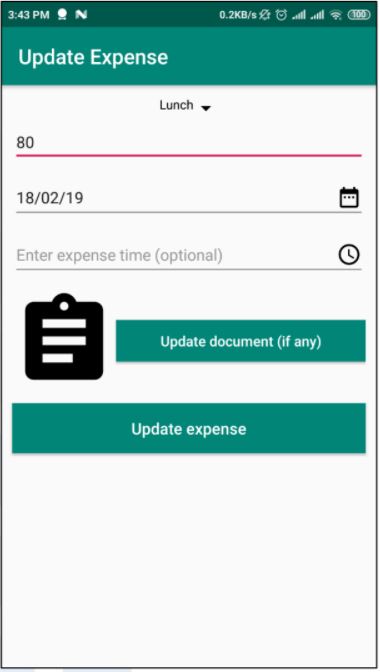 3:43 PM 0.2KB/s 100
Update Expense
Lunch
80
18/02/19
Enter expense time (optional)
Update document (if any)
Update expense